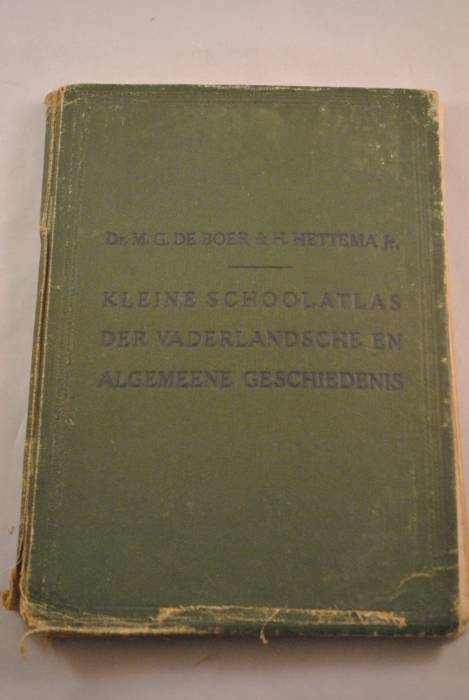 Dr. M. G. DE BOER & H. HETTEMA Jr.
KLEINE SCHOOLATLAS
DER VADERLANDSCHE EN
ALGEMEENE GESCHIEDENIS